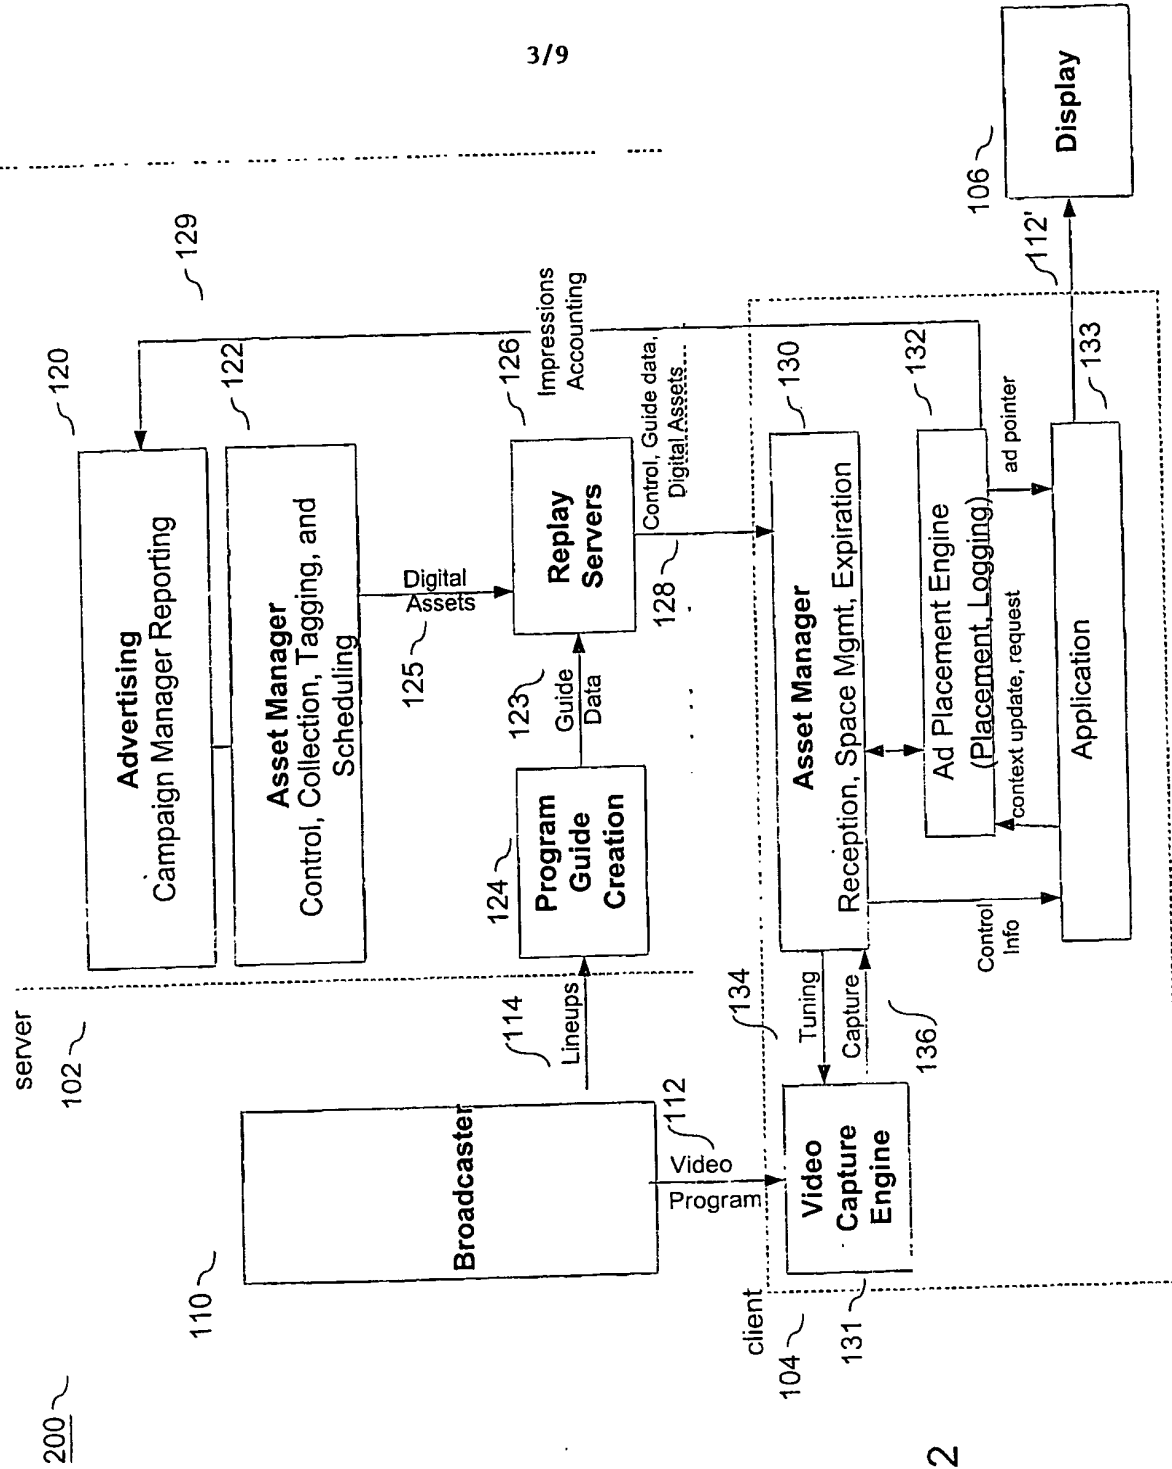 3/9
200
server
102
120
Advertising
Campaign Manager Reporting
129
122
Asset Manager
Control, Collection, Tagging, and
Scheduling
110
Broadcaster
114
Lineups
124
Program
Guide
Creation
123
Guide
Data
125
Digital
Assets
126
Replay
Servers
Impressions
Accounting
112
Video
Program
128
Control, Guide data,
Digital Assets
client
104
134
131
Video
Capture
Engine
Tuning
Capture
136
130
Asset Manager
Reception, Space Mgmt, Expiration
132
Ad Placement Engine
(Placement, Logging)
Control
Info
context update, request
ad pointer
133
Application
112'
106
Display
2